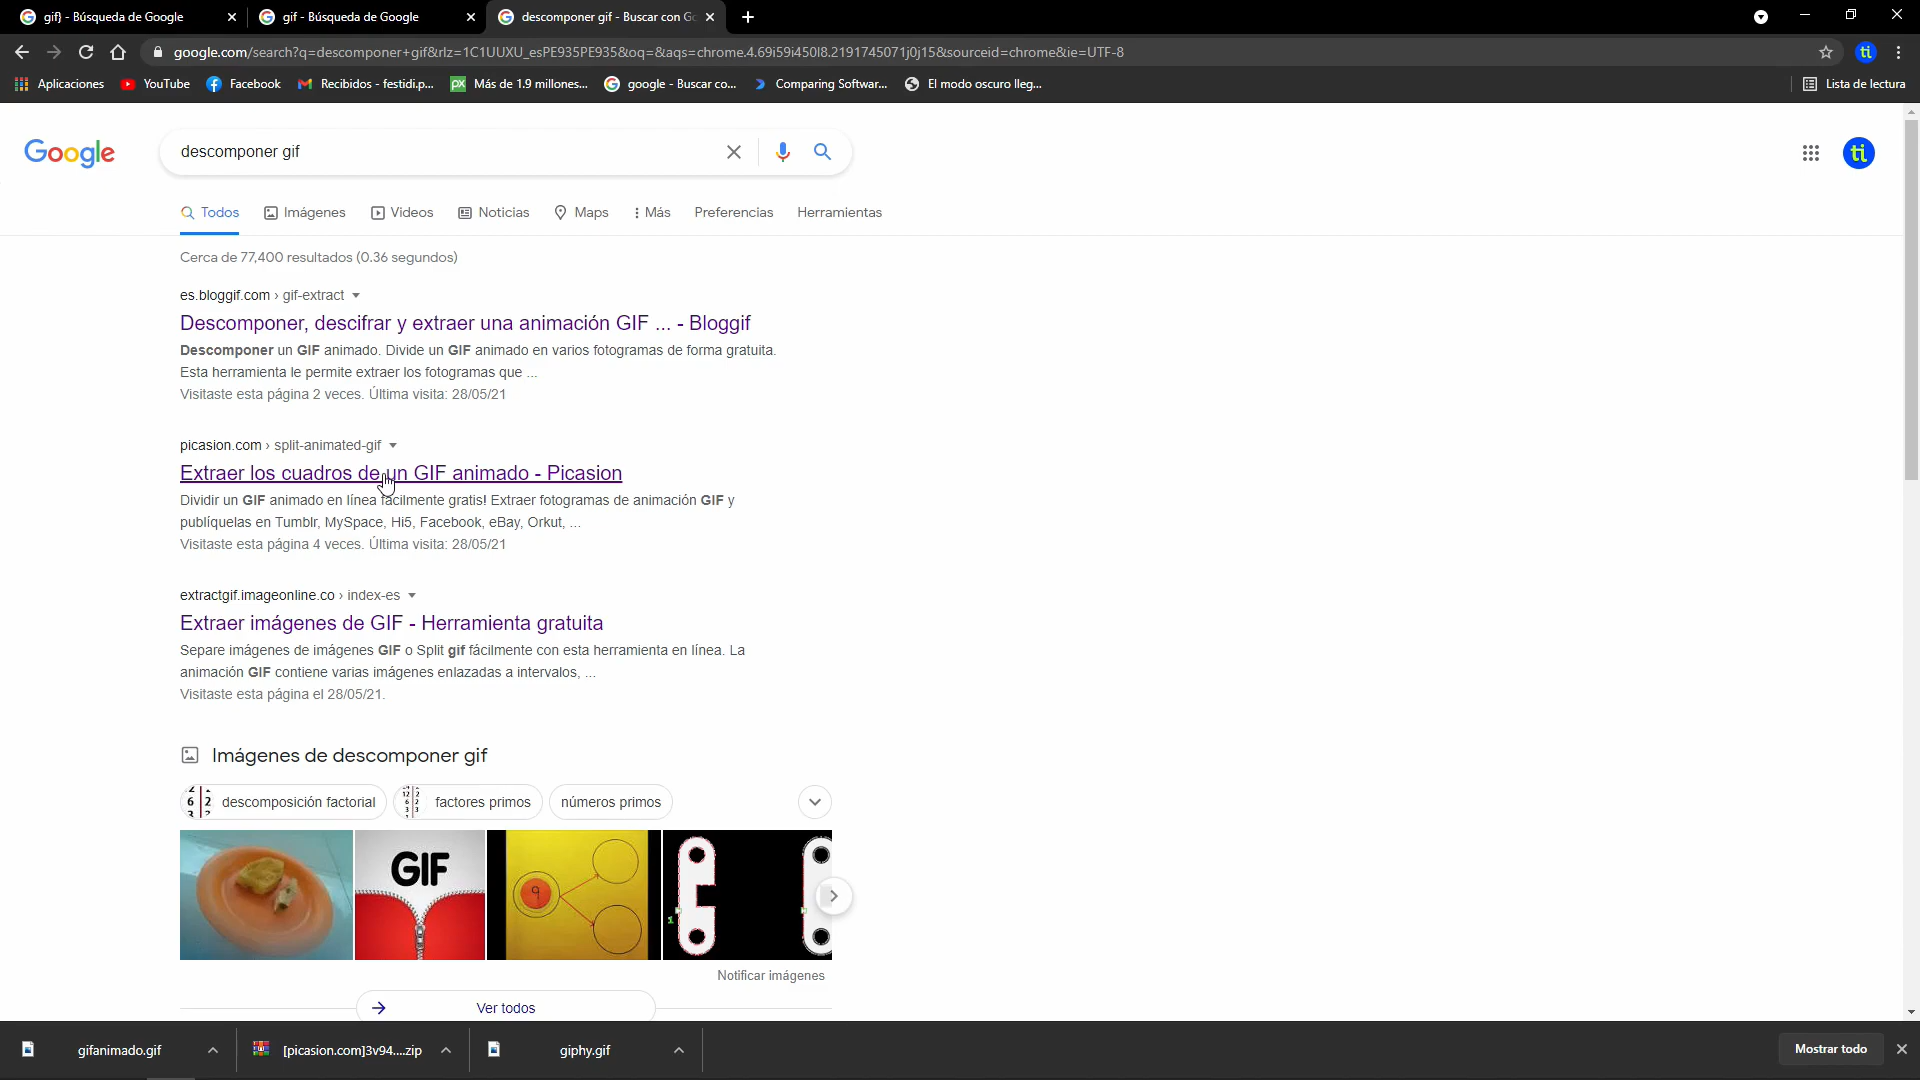 gif} - Búsqueda de Google
gif - Búsqueda de Google
descomponer gif - Buscar con Go
google.com/search?q=descomponer+gif&rlz=1C1UUXU_esPE935PE935&oq=&aqs=chrome.4.69i59i450l8.2191745071j0j15&sourceid=chrome&ie=UTF-8
ti
Aplicaciones
YouTube
Facebook
Recibidos - festidi.p...
Más de 1.9 millones...
google - Buscar co...
Comparing Softwar...
El modo oscuro lleg...
Lista de lectura
Google
descomponer gif
ti
Todos
Imágenes
Videos
Noticias
Maps
Más
Preferencias
Herramientas
Cerca de 77,400 resultados (0.36 segundos)
es.bloggif.com › gif-extract
Descomponer, descifrar y extraer una animación GIF ... - Bloggif
Descomponer un GIF animado. Divide un GIF animado en varios fotogramas de forma gratuita.
Esta herramienta le permite extraer los fotogramas que ...
Visitaste esta página 2 veces. Última visita: 28/05/21
picasion.com › split-animated-gif
Extraer los cuadros de un GIF animado - Picasion
Dividir un GIF animado en línea fácilmente gratis! Extraer fotogramas de animación GIF y
publíquelas en Tumblr, MySpace, Hi5, Facebook, eBay, Orkut, ...
Visitaste esta página 4 veces. Última visita: 28/05/21
extractgif.imageonline.co › index-es
Extraer imágenes de GIF - Herramienta gratuita
Separe imágenes de imágenes GIF o Split gif fácilmente con esta herramienta en línea. La
animación GIF contiene varias imágenes enlazadas a intervalos, ...
Visitaste esta página el 28/05/21.
Imágenes de descomponer gif
descomposición factorial
factores primos
números primos
GIF
9
1
Notificar imágenes
Ver todos
gifanimado.gif
[picasion.com]3v94....zip
giphy.gif
Mostrar todo